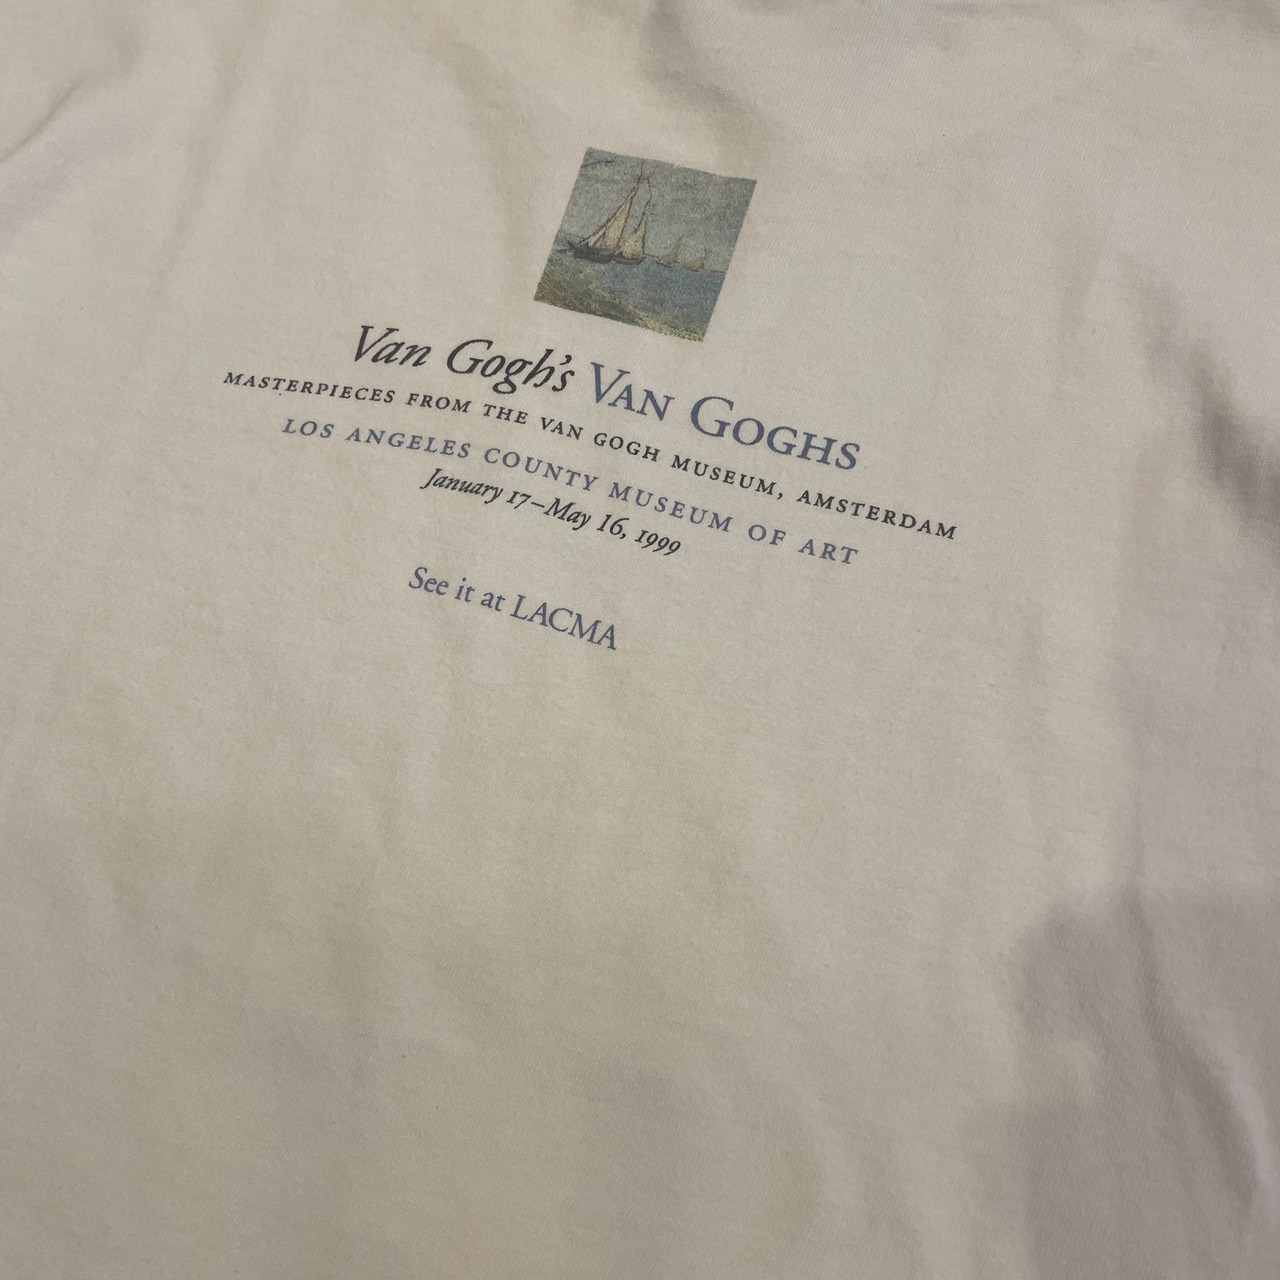 Van Gogh's VAN GOGHS
MASTERPIECES FROM THE VAN GOGH MUSEUM, AMSTERDAM
LOS ANGELES COUNTY MUSEUM OF ART
January 17–May 16, 1999
See it at LACMA